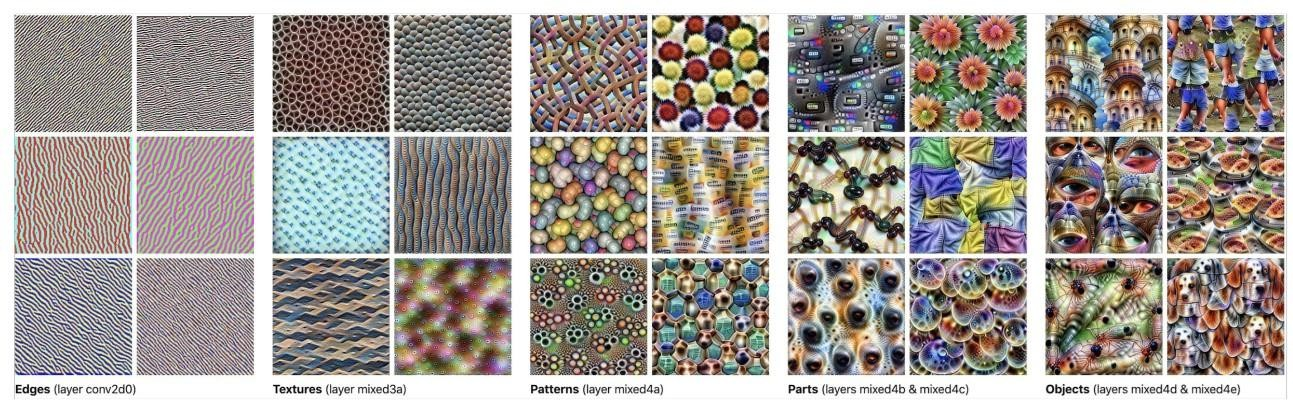 Edges (layer conv2d0)
Textures (layer mixed3a)
Patterns (layer mixed4a)
Parts (layers mixed4b & mixed4c)
Objects (layers mixed4d & mixed4e)